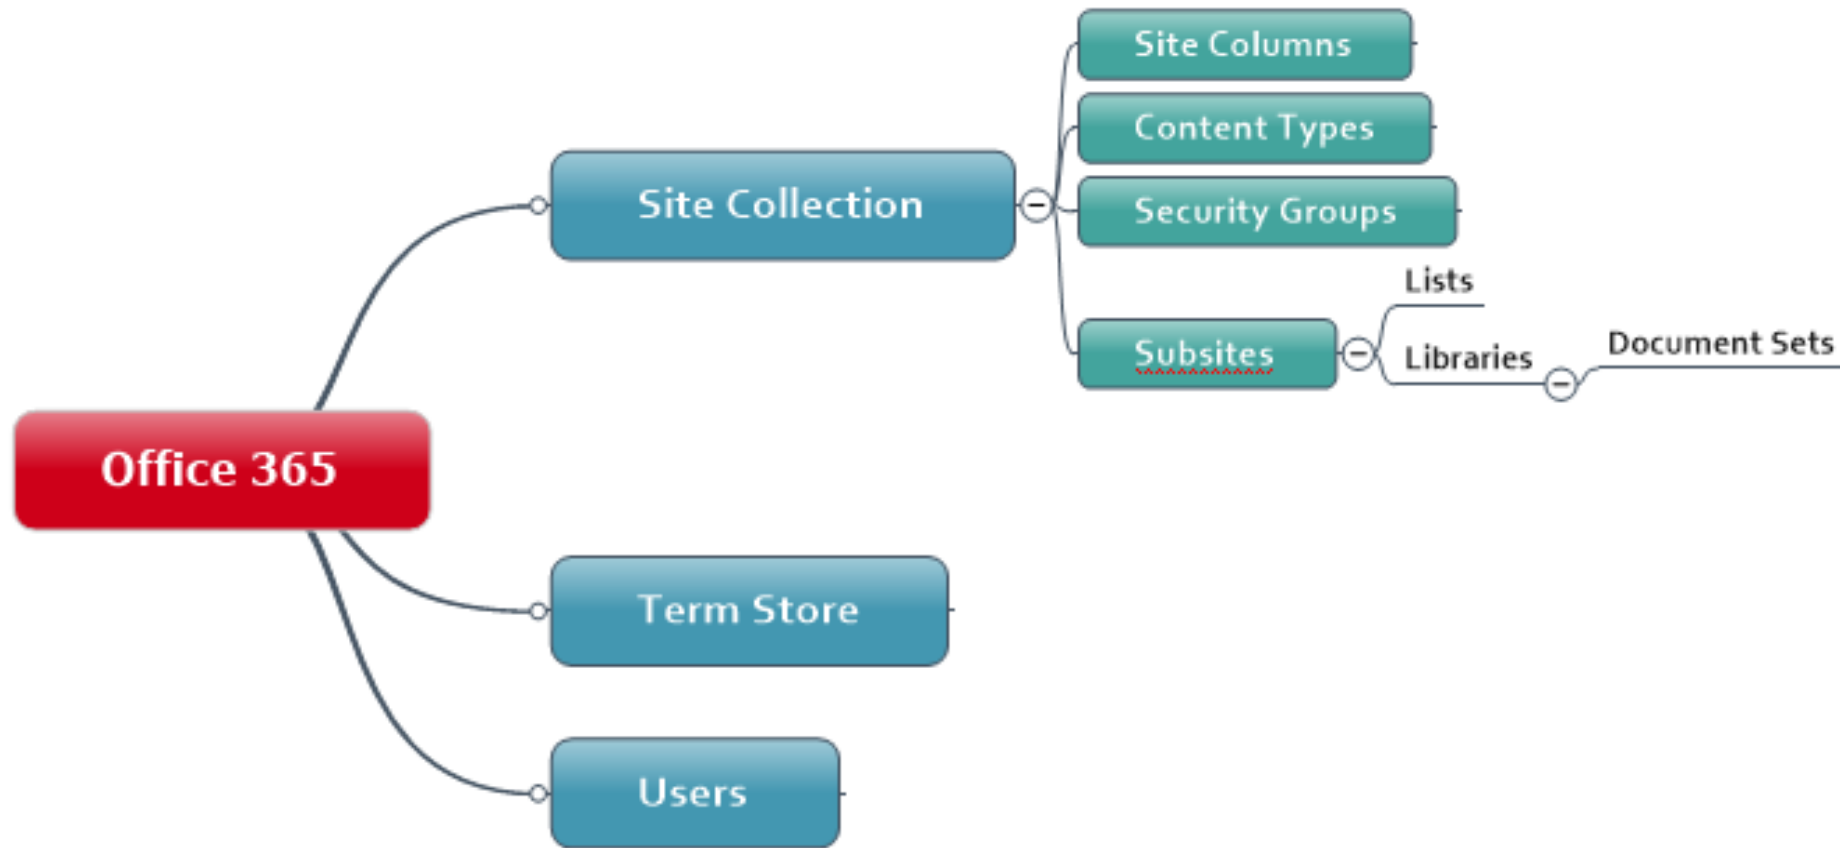 Site Columns
Content Types
Site Collection
Security Groups
Lists
Subsites
Libraries
Document Sets
Office 365
Term Store
Users